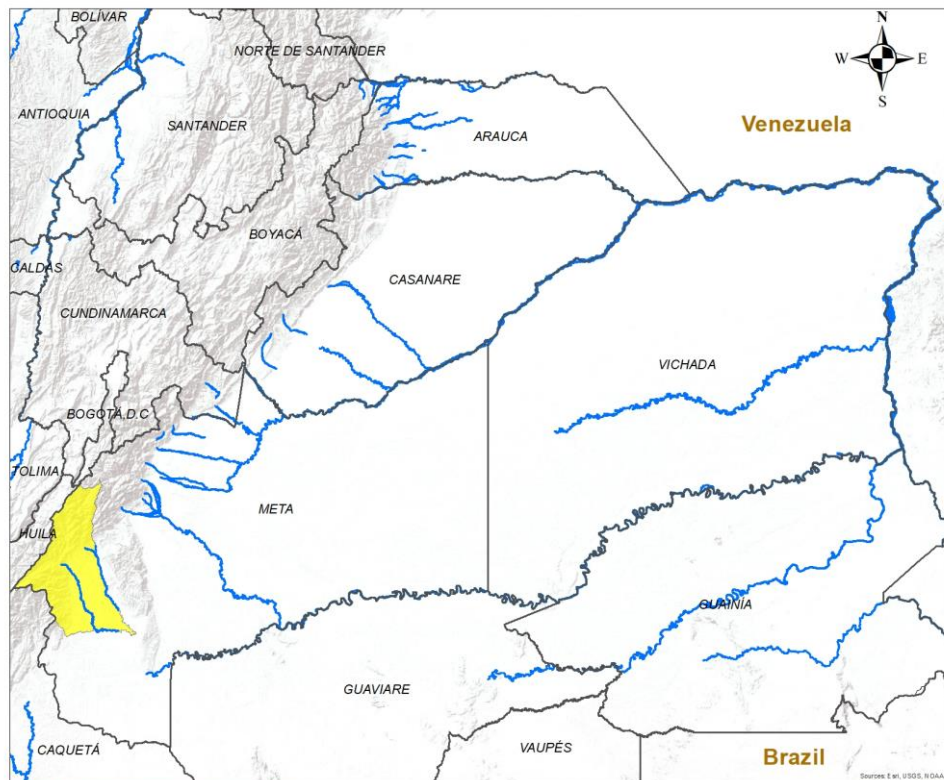 BOLÍVAR
N
NORTE DE SANTANDER
W
E
S
ANTIOQUIA
SANTANDER
Venezuela
ARAUCA
BOYACÁ
CALDAS
CASANARE
CUNDINAMARCA
VICHADA
BOGOTÁ,D.C
TOLIMA
META
HUILA
GUAINÍA
GUAVIARE
CAQUETÁ
VAUPÉS
Brazil
Sources: Esri, USGS, NOAA